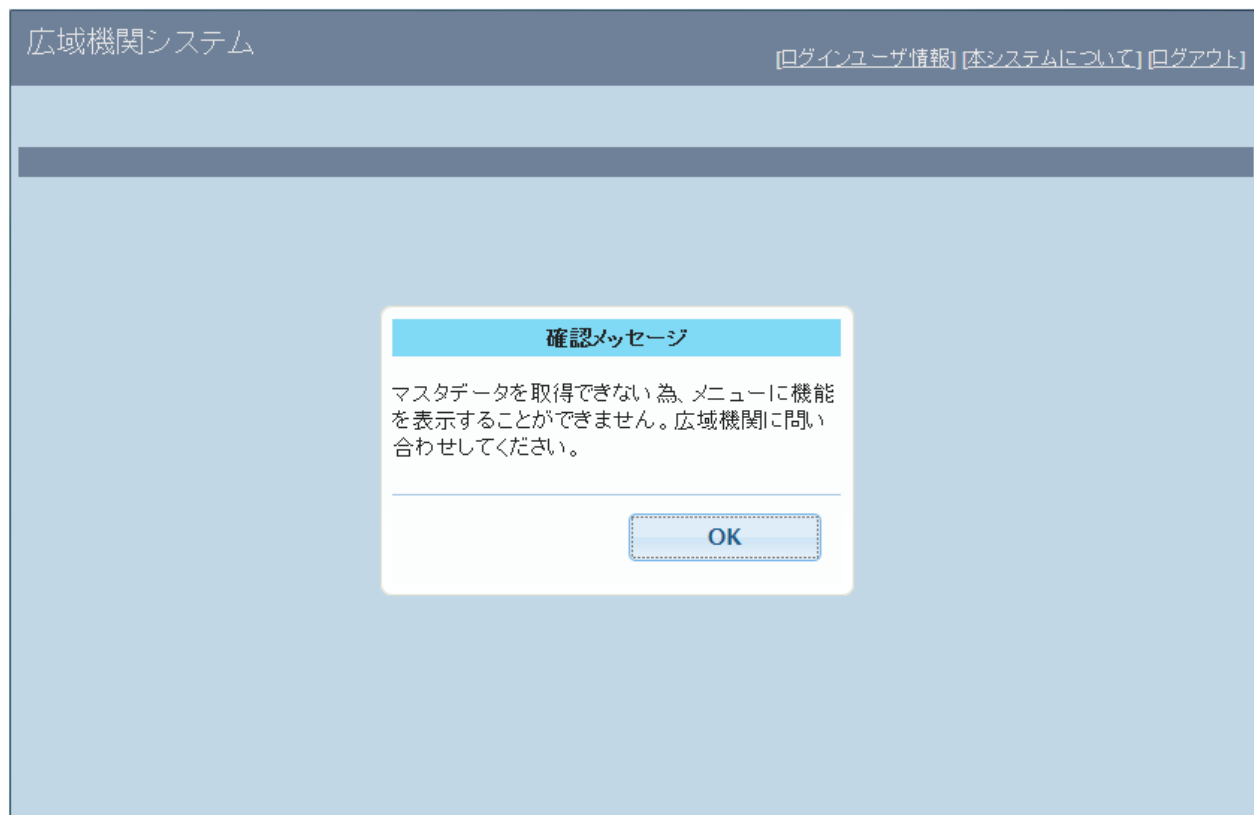 広域機関システム
[ログインユーザ情報] [本システムについて] [ログアウト]
確認メッセージ
マスタデータを取得できない為、メニューに機能
を表示することができません。広域機関に問い
合わせしてください。
OK